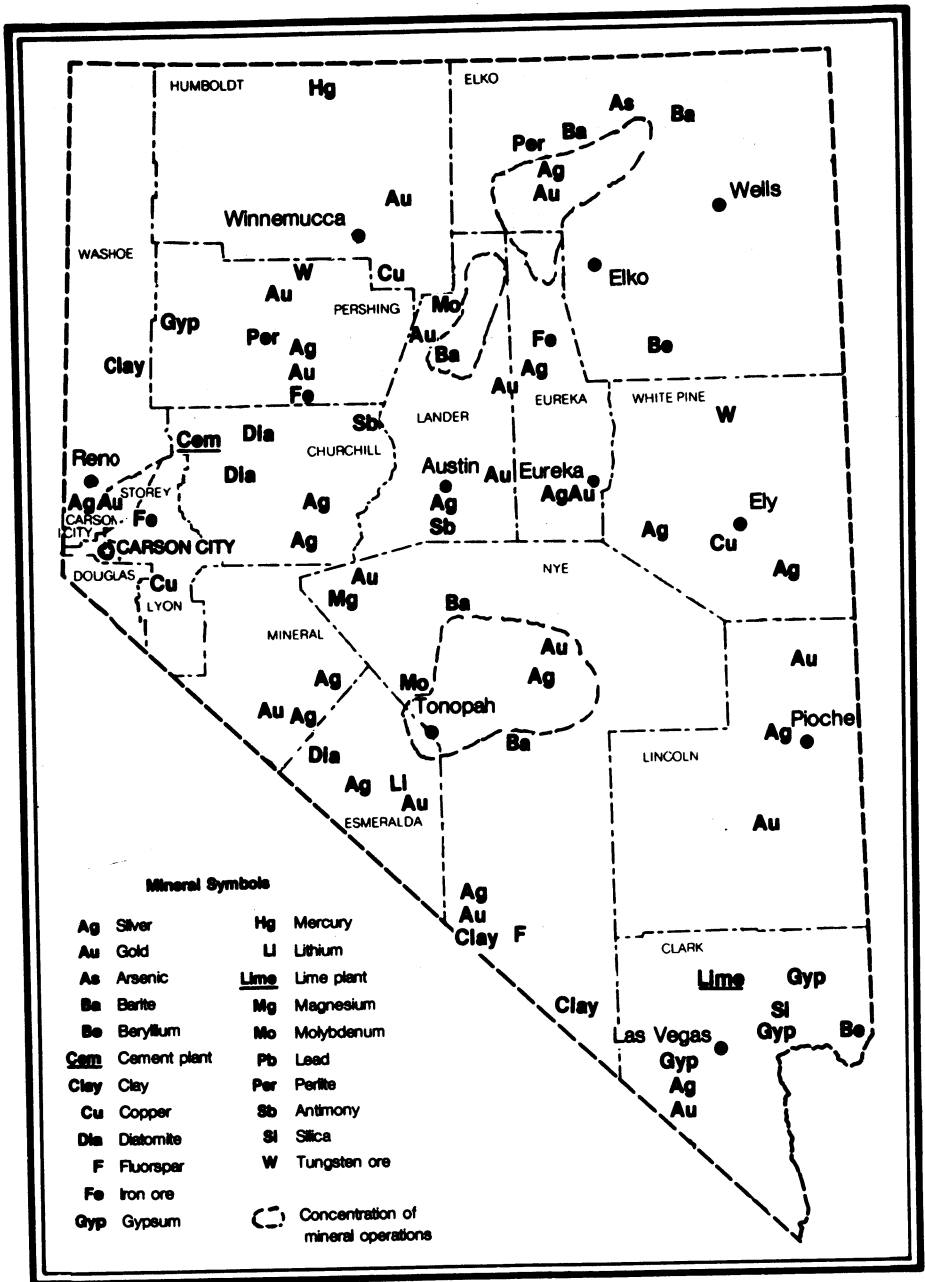 HUMBOLDT
Hg
ELKO
As
Ba
Ba
Per
Ag
Au
Wells
Au
Winnemucca
WASHOE
W
Cu
Elko
Au
PERSHING
Mo
Gyp
Au
Fe
Per
Ag
Ba
Be
Clay
Au
Ag
Fe
Au
EUREKA
WHITE PINE
W
LANDER
Sb
Cem
Dia
CHURCHILL
Reno
Dia
Austin
Au
Eureka
STOREY
Ag Au
Ag
Ag
Ag Au
Ely
CARSON
CITY
Fe
Sb
Ag
Cu
CARSON CITY
Ag
DOUGLAS
NYE
Ag
Cu
LYON
Au
Mg
Ba
MINERAL
Au
Au
Ag
Mo
Ag
Tonopah
Pioche
Au
Ag
Ag
Ba
Dia
LINCOLN
Ag
Li
Au
ESMERALDA
Au
Ag
Au
Clay
F
CLARK
Lime
Gyp
Clay
Si
Gyp
Be
Las Vegas
Gyp
Ag
Au
Mineral Symbols
Ag Silver
Au Gold
As Arsenic
Ba Barite
Be Beryllium
Cem Cement plant
Clay Clay
Cu Copper
Dia Diatomite
F Fluorspar
Fe Iron ore
Gyp Gypsum
Hg Mercury
Li Lithium
Lime Lime plant
Mg Magnesium
Mo Molybdenum
Pb Lead
Per Perlite
Sb Antimony
Si Silica
W Tungsten ore
Concentration of
mineral operations